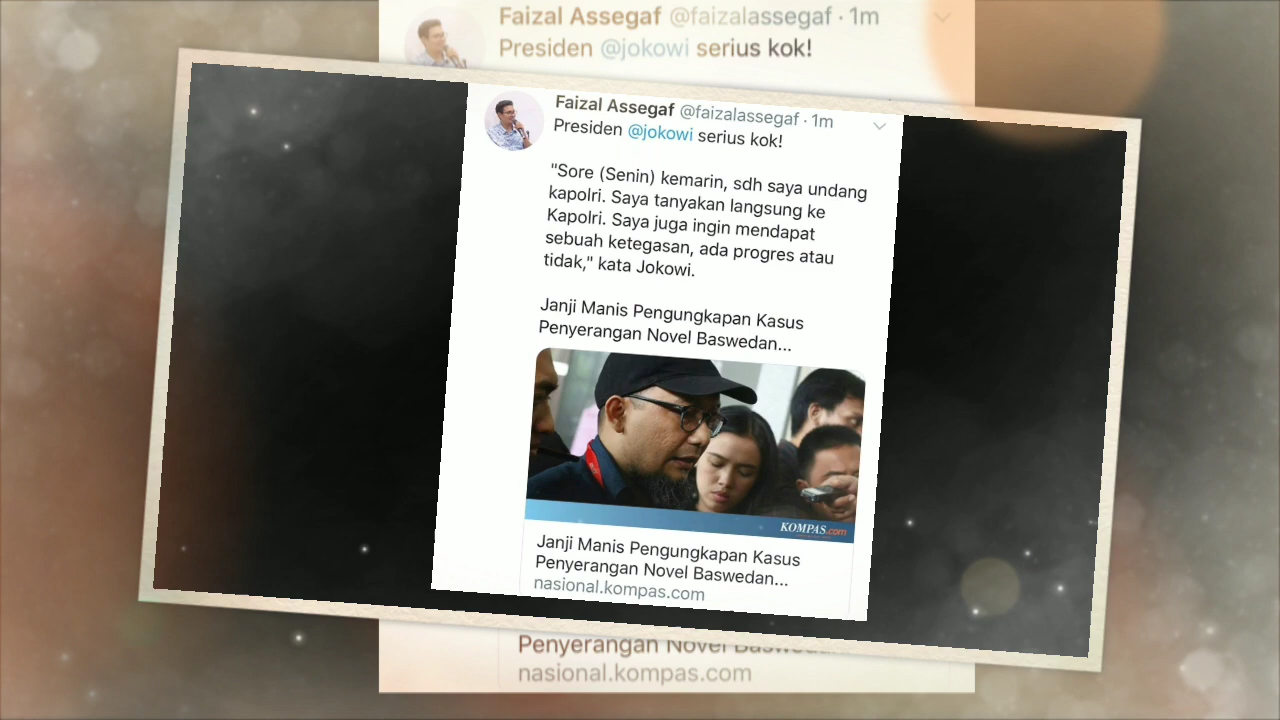 Faizal Assegaf @faizalassegaf · 1m
Presiden @jokowi serius kok!
Faizal Assegaf @faizalassegaf · 1m
Presiden @jokowi serius kok!
"Sore (Senin) kemarin, sdh saya undang
kapolri. Saya tanyakan langsung ke
Kapolri. Saya juga ingin mendapat
sebuah ketegasan, ada progres atau
tidak," kata Jokowi.
Janji Manis Pengungkapan Kasus
Penyerangan Novel Baswedan...
KOMPAS.com
Janji Manis Pengungkapan Kasus
Penyerangan Novel Baswedan...
nasional.kompas.com
Penyerangan Novel Baswedan...
nasional.kompas.com